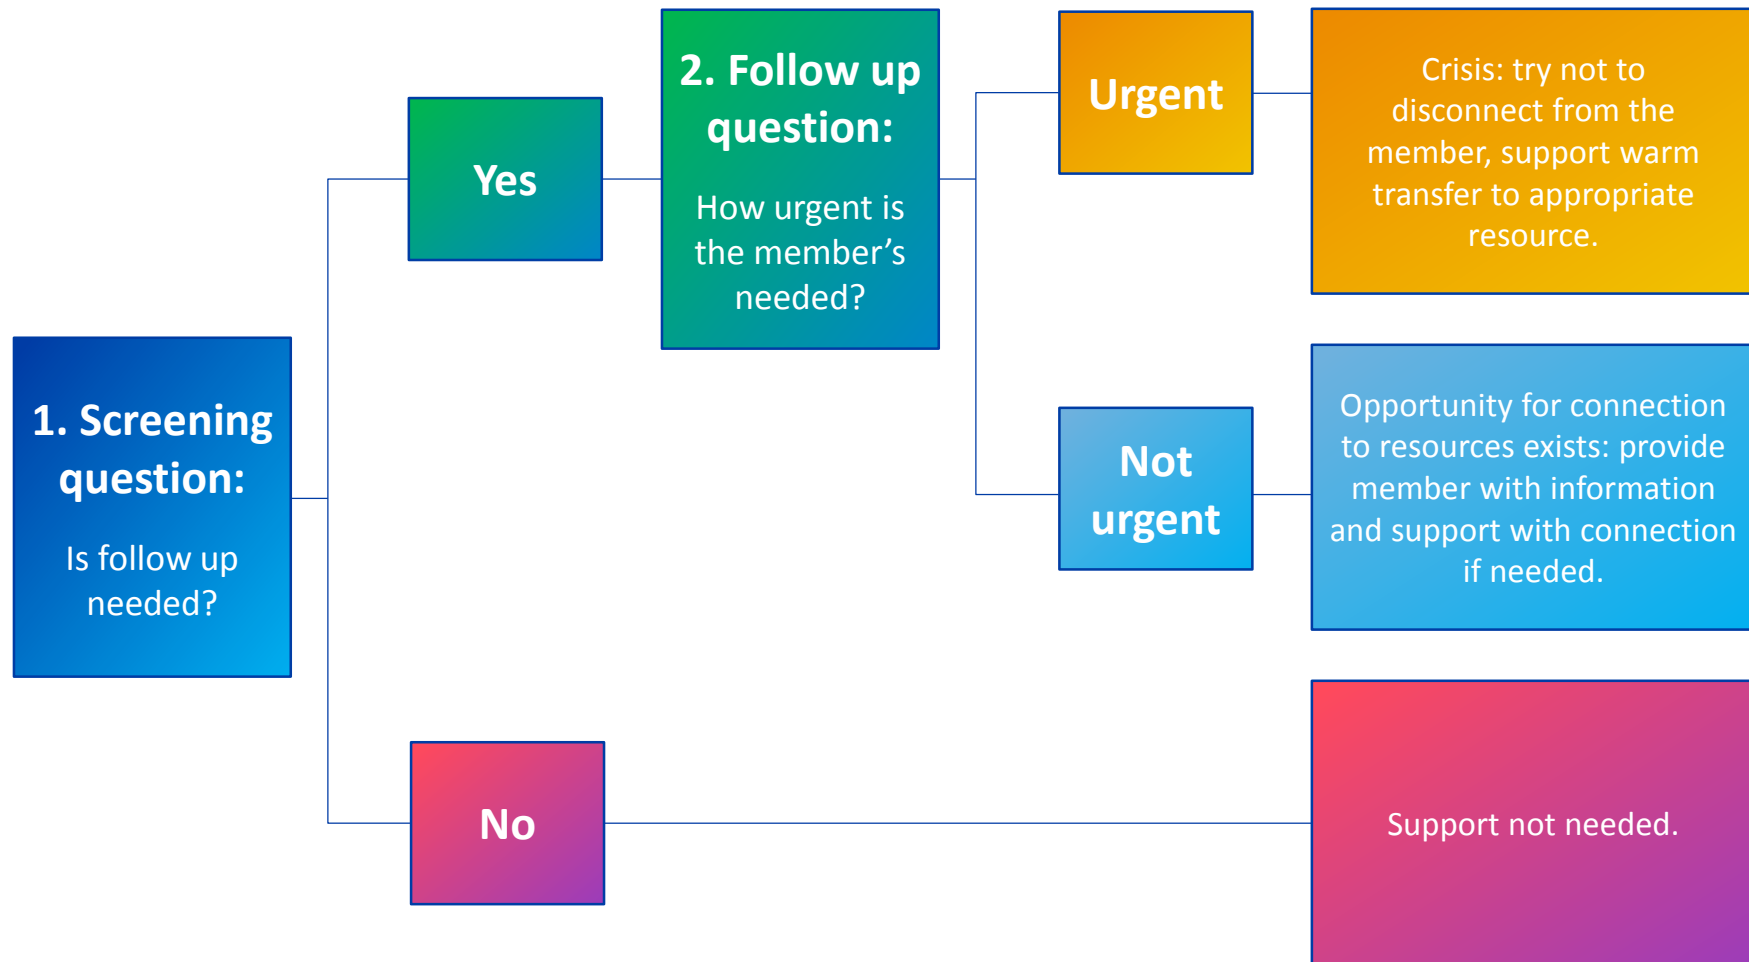 1. Screening
question:
Is follow up
needed?
Yes
2. Follow up
question:
How urgent is
the member’s
needed?
Urgent
Crisis: try not to
disconnect from the
member, support warm
transfer to appropriate
resource.
Not
urgent
Opportunity for connection
to resources exists: provide
member with information
and support with connection
if needed.
No
Support not needed.